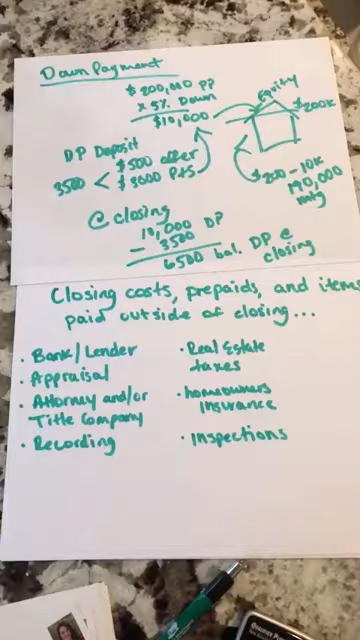 Down Payment
$200,000 PP
x 5% Down
$10,000
Equity
$200k
DP Deposit
3500 < $500 offer
$3000 P+S
$200 - 10K
190,000
mtg
@ closing
10,000 DP
- 3500
6500 bal. DP @
closing
Closing costs, prepaids, and items
paid outside of closing...
· Bank/Lender
· Appraisal
· Attorney and/or
Title Company
· Recording
· Real Estate
taxes
· homeowners
insurance
· Inspections